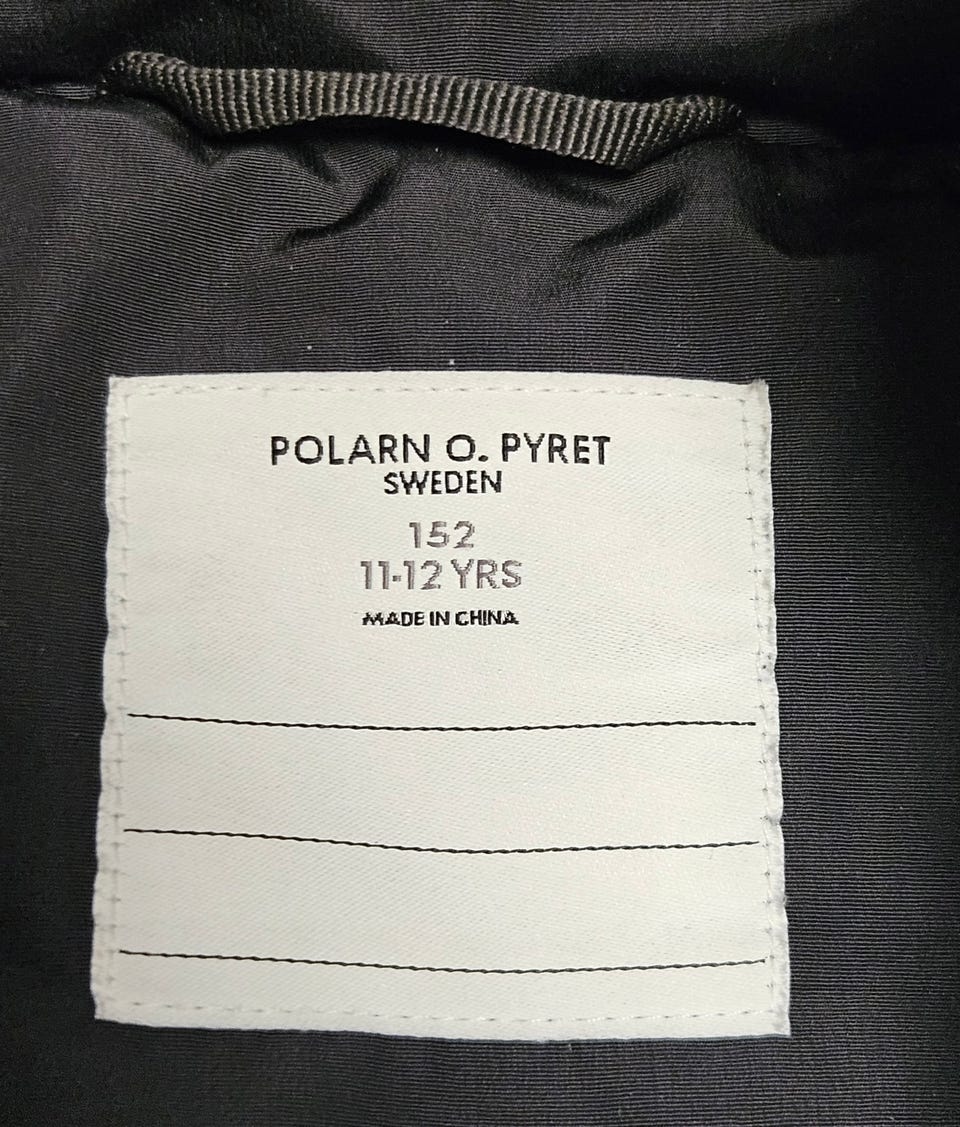 POLARN O. PYRET
SWEDEN
152
11-12 YRS
MADE IN CHINA